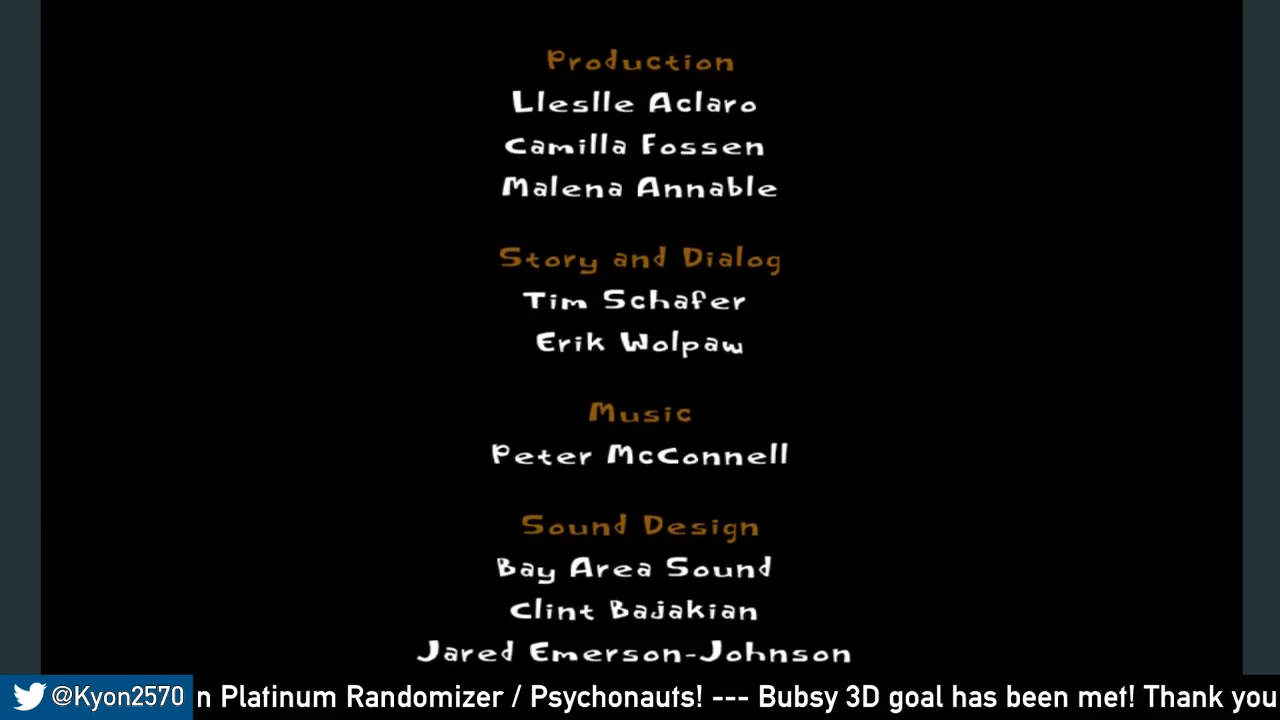 Production
Lleslle Aclaro
Camilla Fossen
Malena Annable
Story and Dialog
Tim Schafer
Erik Wolpaw
Music
Peter McConnell
Sound Design
Bay Area Sound
Clint Bajakian
Jared Emerson-Johnson
@Kyon2570 n Platinum Randomizer / Psychonauts! --- Bubsy 3D goal has been met! Thank you